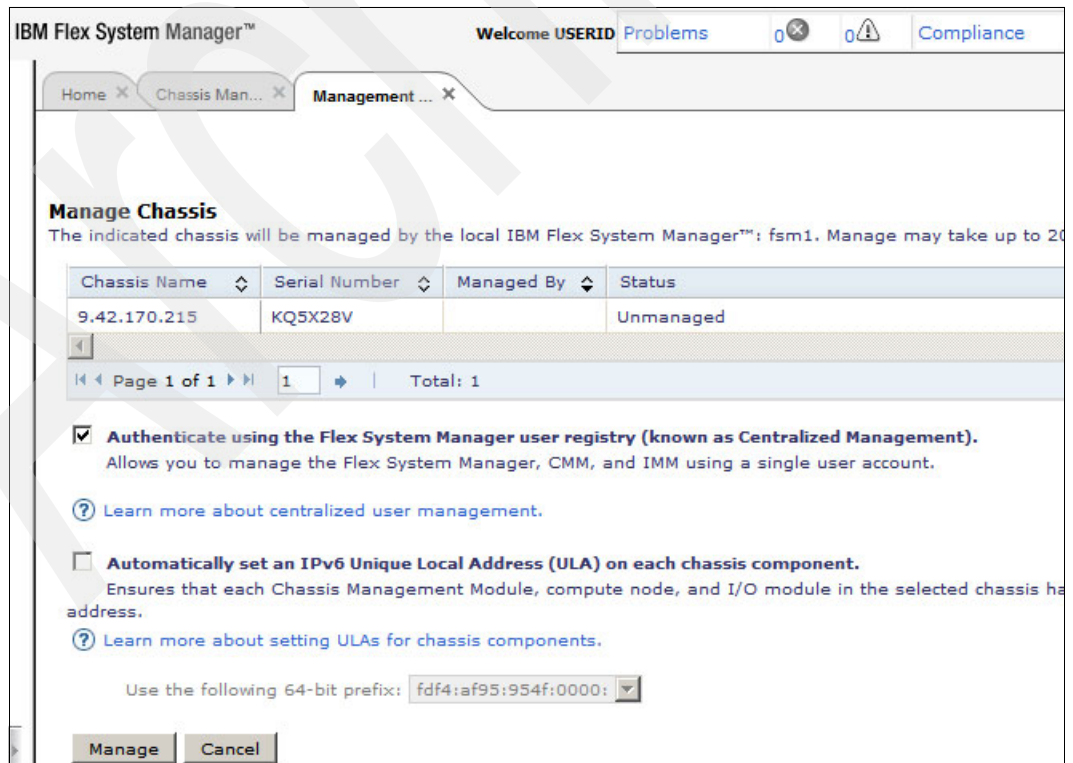 IBM Flex System Manager™
Welcome USERID Problems 0 0 Compliance
Home Chassis Man... Management ...
Manage Chassis
The indicated chassis will be managed by the local IBM Flex System Manager™: fsm1. Manage may take up to 20
Chassis Name Serial Number Managed By Status
9.42.170.215 KQ5X28V Unmanaged
Page 1 of 1 1 | Total: 1
Authenticate using the Flex System Manager user registry (known as Centralized Management).
Allows you to manage the Flex System Manager, CMM, and IMM using a single user account.
? Learn more about centralized user management.
Automatically set an IPv6 Unique Local Address (ULA) on each chassis component.
Ensures that each Chassis Management Module, compute node, and I/O module in the selected chassis ha
address.
? Learn more about setting ULAs for chassis components.
Use the following 64-bit prefix: fdf4:af95:954f:0000:
Manage Cancel